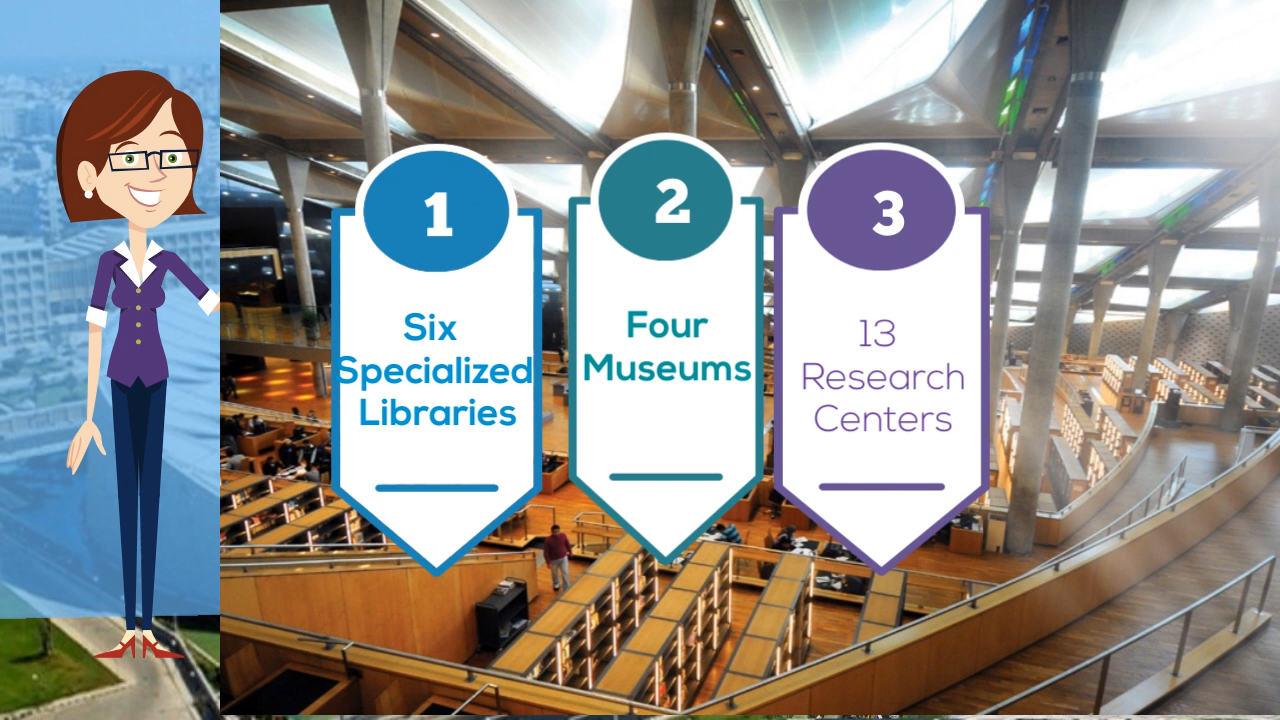 1
Six
Specialized
Libraries
2
Four
Museums
3
13
Research
Centers